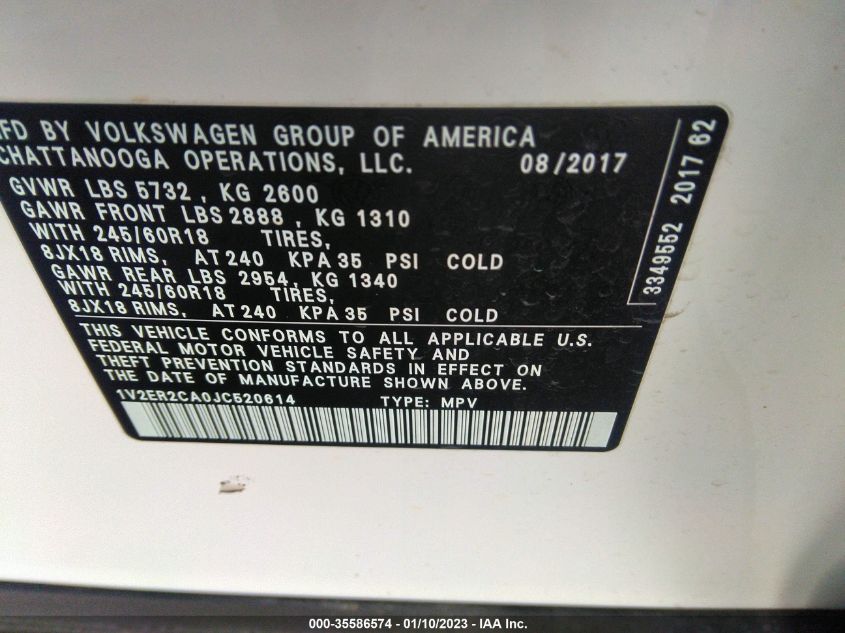 MFD BY VOLKSWAGEN GROUP OF AMERICA
CHATTANOOGA OPERATIONS, LLC. 08/2017
GVWR LBS 5732 , KG 2600
GAWR FRONT LBS 2888 , KG 1310
WITH 245/60R18 TIRES,
8JX18 RIMS, AT 240 KPA 35 PSI COLD
GAWR REAR LBS 2954 , KG 1340
WITH 245/60R18 TIRES,
8JX18 RIMS, AT 240 KPA 35 PSI COLD
THIS VEHICLE CONFORMS TO ALL APPLICABLE U.S.
FEDERAL MOTOR VEHICLE SAFETY AND
THEFT PREVENTION STANDARDS IN EFFECT ON
THE DATE OF MANUFACTURE SHOWN ABOVE.
1V2ER2CA0JC520614 TYPE: MPV
3349552 2017 62
000-35586574 — 01/10/2023 — IAA Inc.